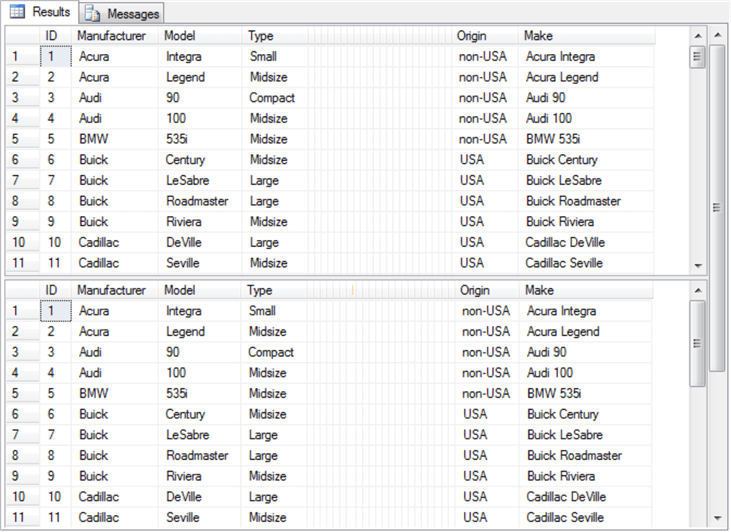 Results Messages
ID Manufacturer Model Type Origin Make
1 1 Acura Integra Small non-USA Acura Integra
2 2 Acura Legend Midsize non-USA Acura Legend
3 3 Audi 90 Compact non-USA Audi 90
4 4 Audi 100 Midsize non-USA Audi 100
5 5 BMW 535i Midsize non-USA BMW 535i
6 6 Buick Century Midsize USA Buick Century
7 7 Buick LeSabre Large USA Buick LeSabre
8 8 Buick Roadmaster Large USA Buick Roadmaster
9 9 Buick Riviera Midsize USA Buick Riviera
10 10 Cadillac DeVille Large USA Cadillac DeVille
11 11 Cadillac Seville Midsize USA Cadillac Seville
ID Manufacturer Model Type Origin Make
1 1 Acura Integra Small non-USA Acura Integra
2 2 Acura Legend Midsize non-USA Acura Legend
3 3 Audi 90 Compact non-USA Audi 90
4 4 Audi 100 Midsize non-USA Audi 100
5 5 BMW 535i Midsize non-USA BMW 535i
6 6 Buick Century Midsize USA Buick Century
7 7 Buick LeSabre Large USA Buick LeSabre
8 8 Buick Roadmaster Large USA Buick Roadmaster
9 9 Buick Riviera Midsize USA Buick Riviera
10 10 Cadillac DeVille Large USA Cadillac DeVille
11 11 Cadillac Seville Midsize USA Cadillac Seville